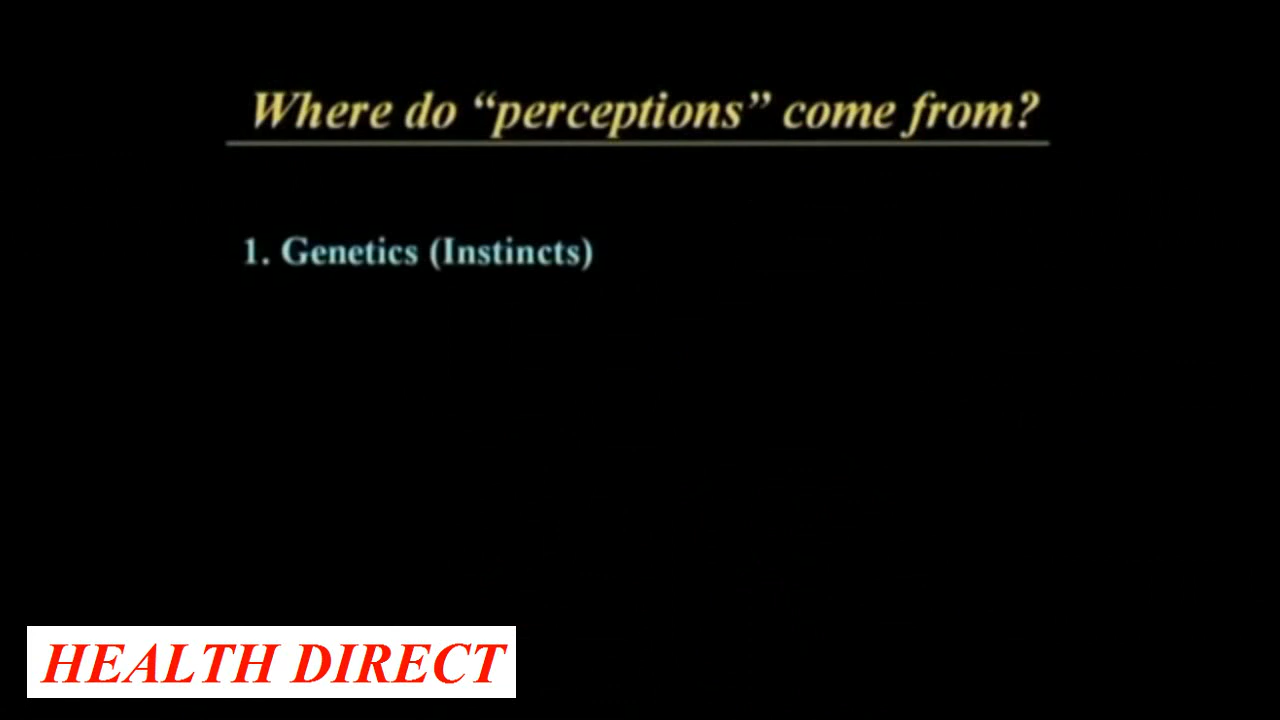 Where do “perceptions” come from?
1. Genetics (Instincts)
HEALTH DIRECT